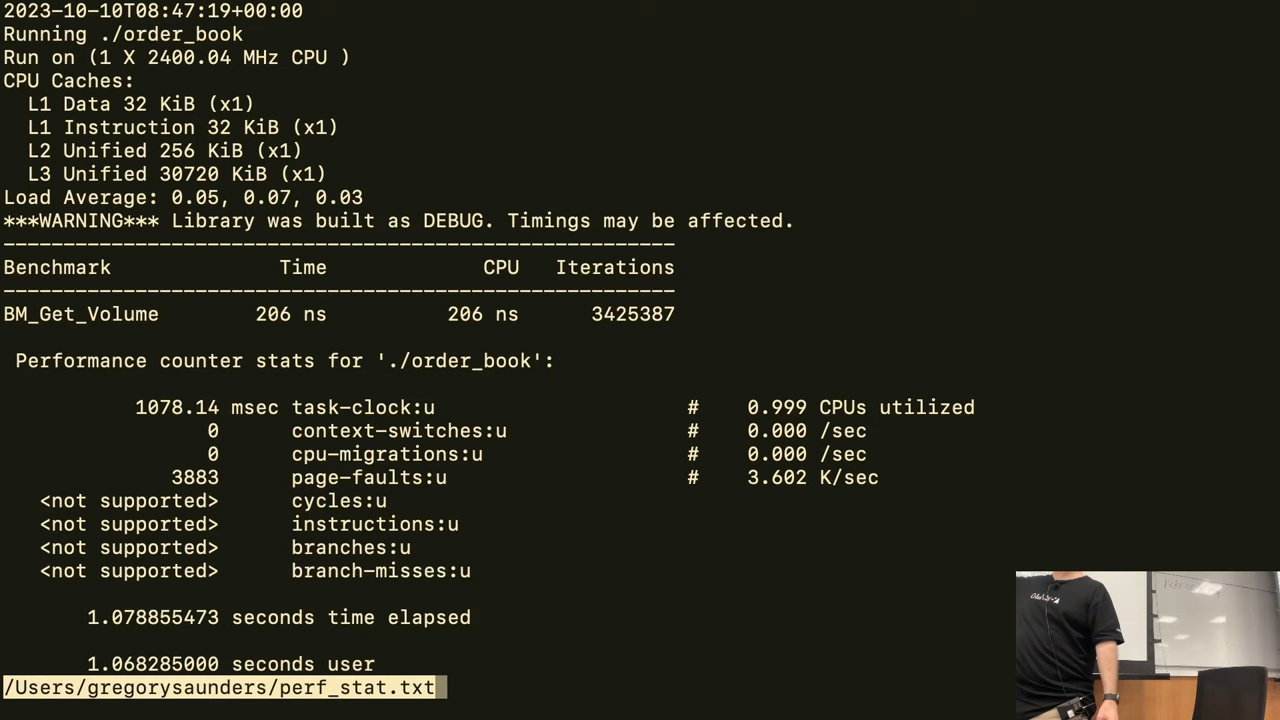 2023-10-10T08:47:19+00:00
Running ./order_book
Run on (1 X 2400.04 MHz CPU )
CPU Caches:
  L1 Data 32 KiB (x1)
  L1 Instruction 32 KiB (x1)
  L2 Unified 256 KiB (x1)
  L3 Unified 30720 KiB (x1)
Load Average: 0.05, 0.07, 0.03
***WARNING*** Library was built as DEBUG. Timings may be affected.
--------------------------------------------------------
Benchmark              Time             CPU   Iterations
--------------------------------------------------------
BM_Get_Volume        206 ns          206 ns      3425387
 Performance counter stats for './order_book':
           1078.14 msec task-clock:u                     #    0.999 CPUs utilized
                 0      context-switches:u               #    0.000 /sec
                 0      cpu-migrations:u                 #    0.000 /sec
              3883      page-faults:u                    #    3.602 K/sec
   <not supported>      cycles:u
   <not supported>      instructions:u
   <not supported>      branches:u
   <not supported>      branch-misses:u
       1.078855473 seconds time elapsed
       1.068285000 seconds user
/Users/gregorysaunders/perf_stat.txt